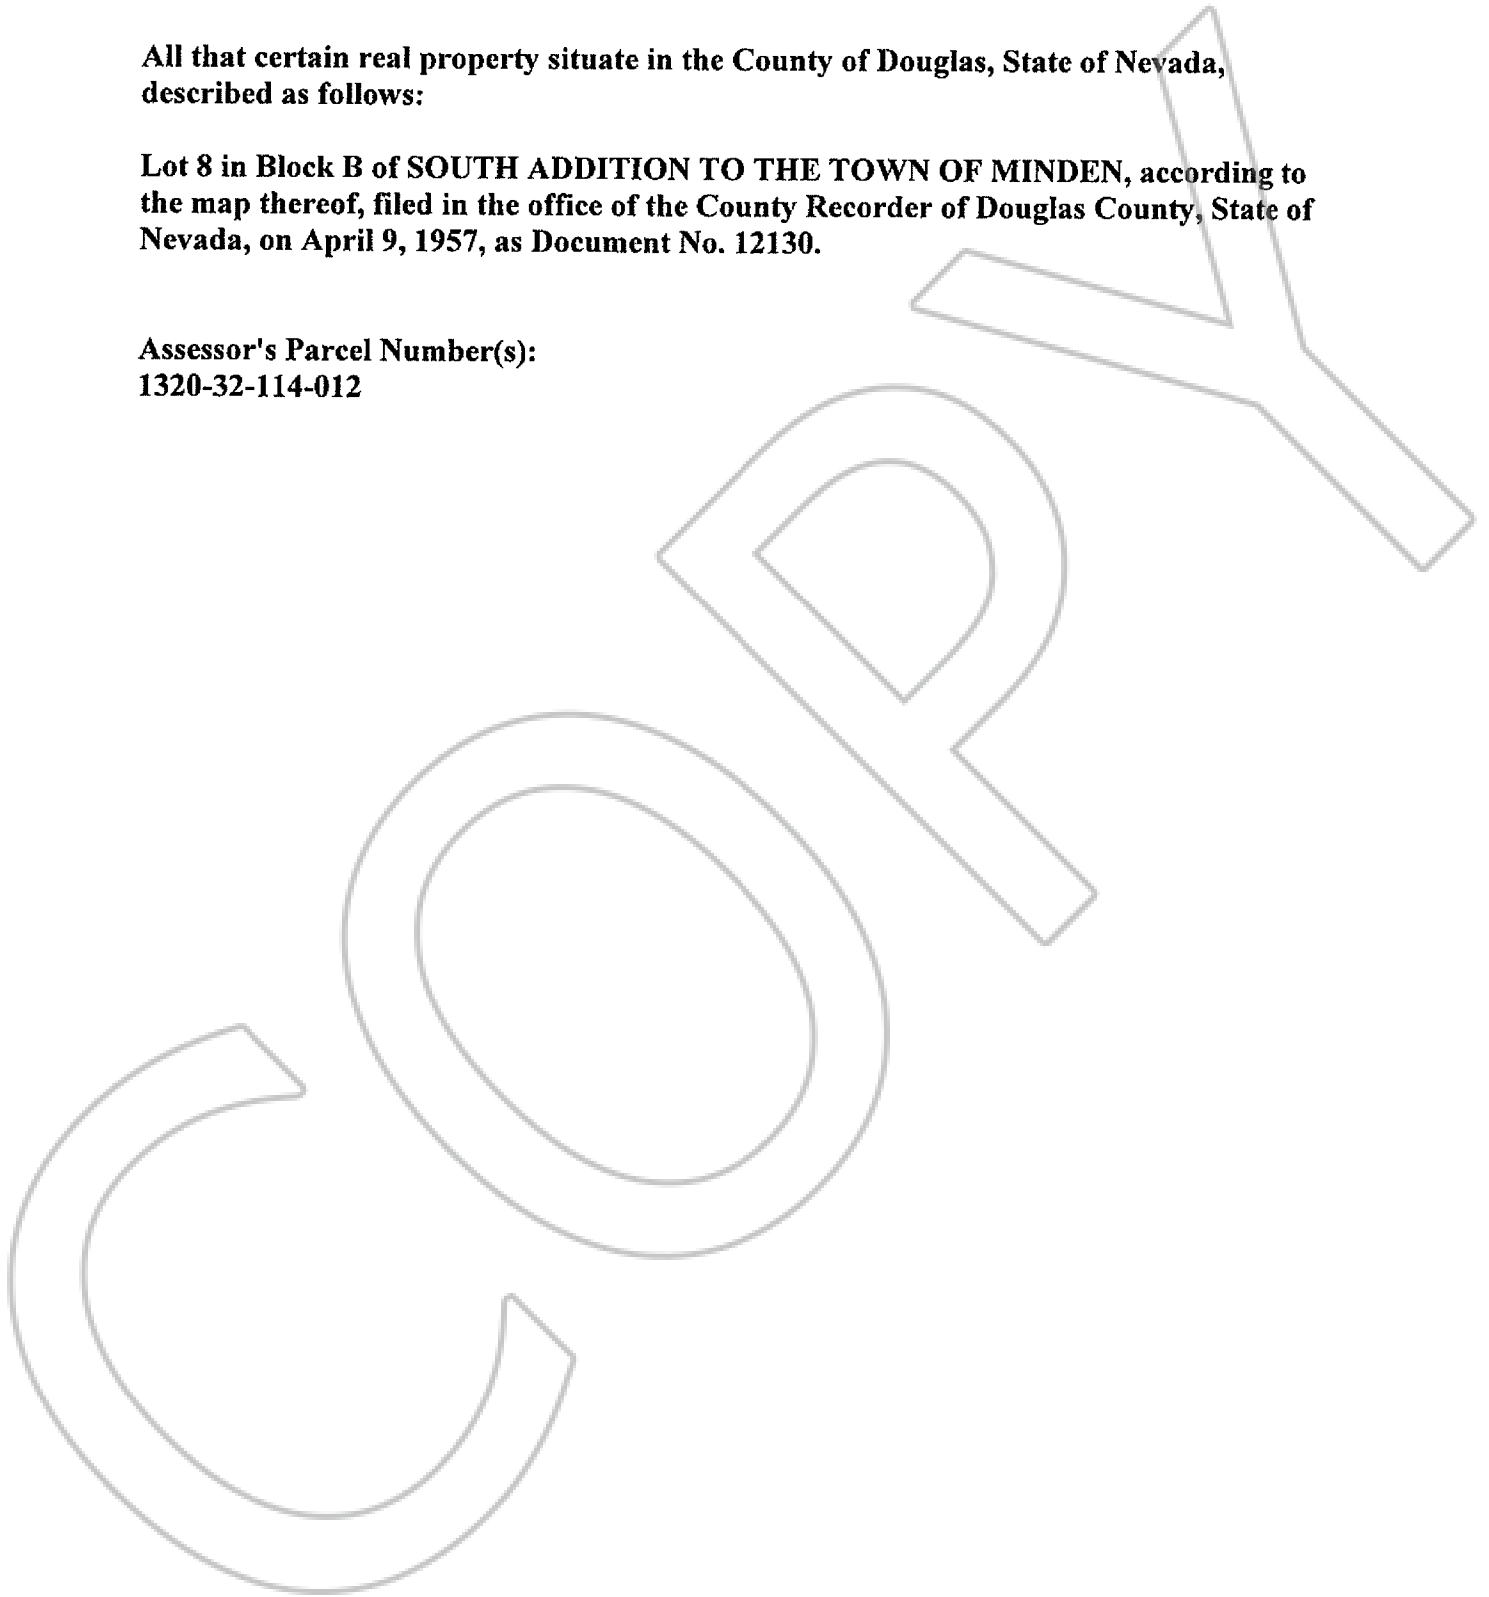 All that certain real property situate in the County of Douglas, State of Nevada,
described as follows:
Lot 8 in Block B of SOUTH ADDITION TO THE TOWN OF MINDEN, according to
the map thereof, filed in the office of the County Recorder of Douglas County, State of
Nevada, on April 9, 1957, as Document No. 12130.
Assessor's Parcel Number(s):
1320-32-114-012
COPY